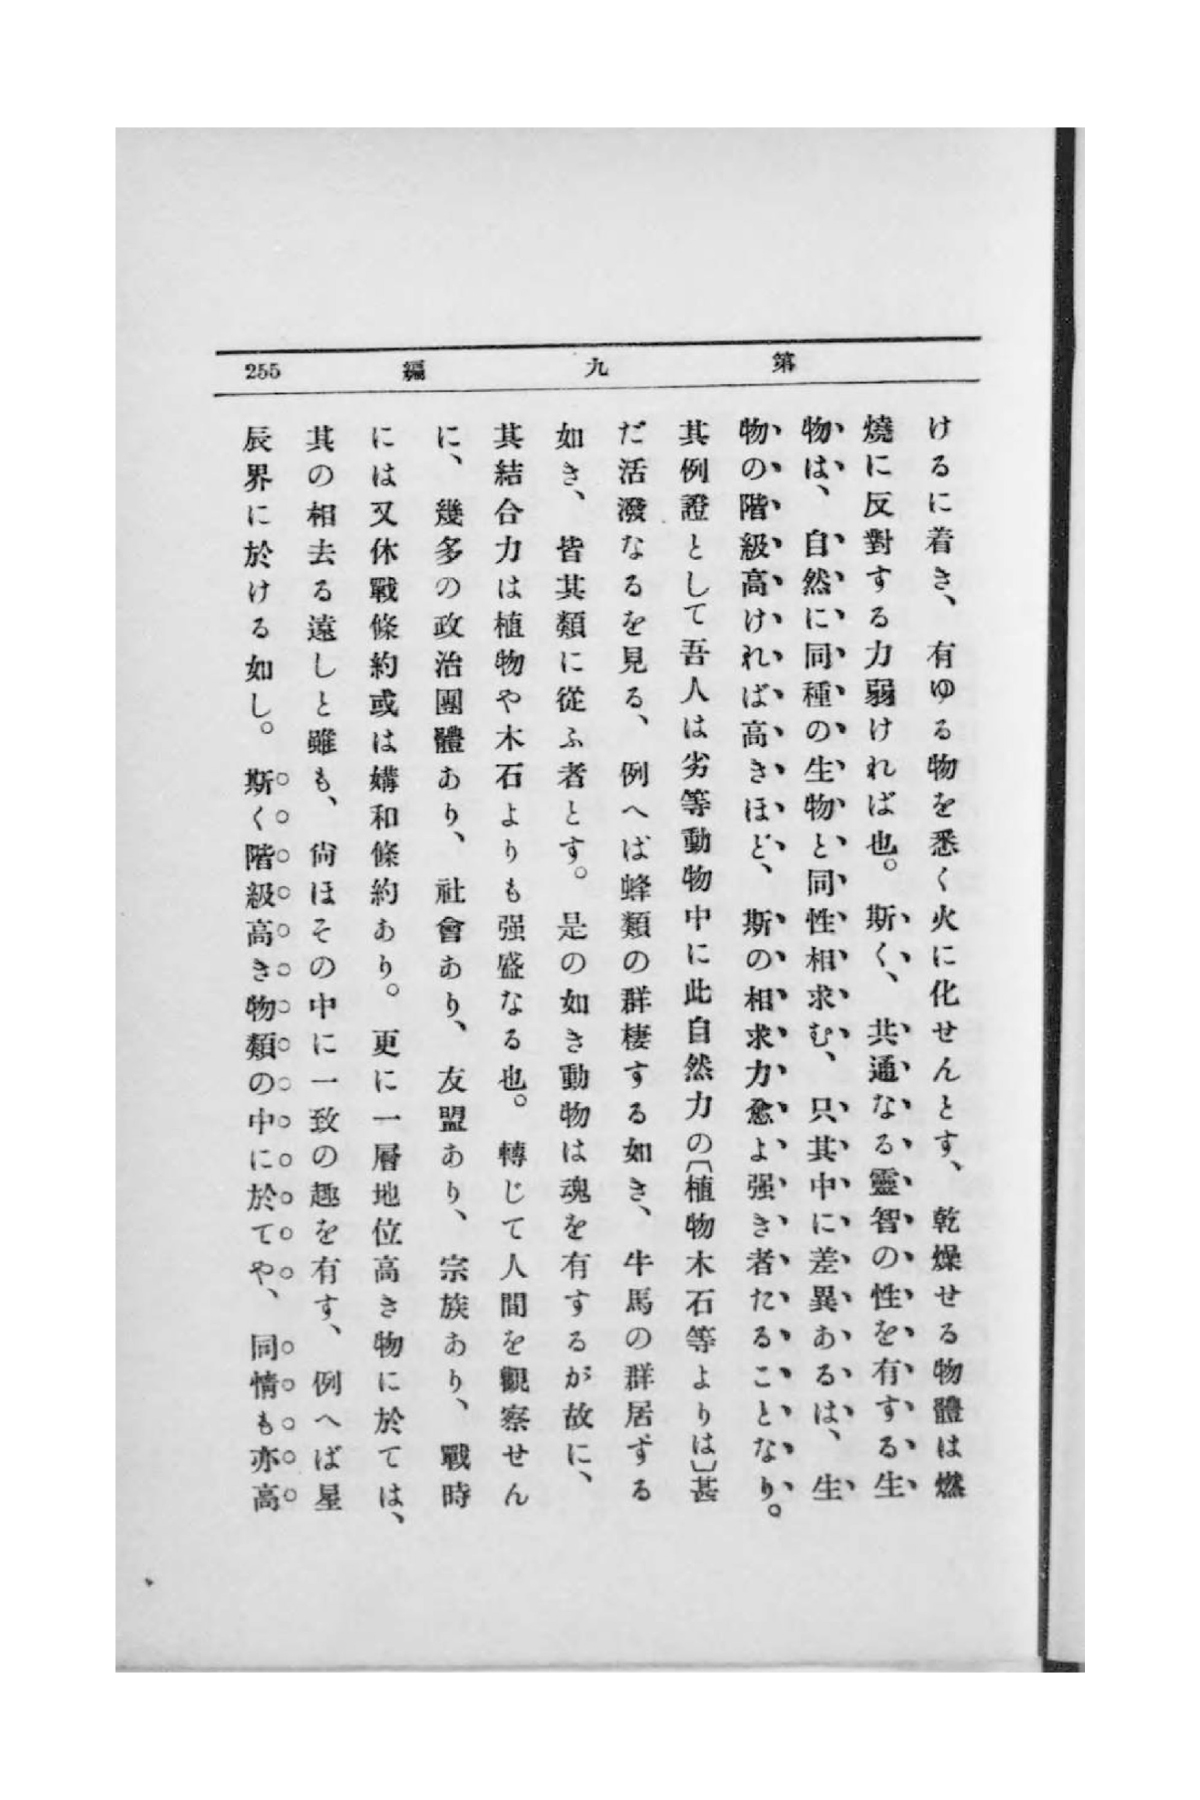 第九編
255
けるに着き、有ゆる物を悉く火に化せんとす、乾燥せる物體は燃
燒に反對する力弱ければ也。斯く、共通なる靈智の性を有する生
物は、自然に同種の生物と同性相求む、只其中に差異あるは、生
物の階級高ければ高きほど、斯の相求力愈よ强き者たることなり。
其例證として吾人は劣等動物中に此自然力の〔植物木石等よりは〕甚
だ活潑なるを見る、例へば蜂類の群棲する如き、牛馬の群居する
如き、皆其類に從ふ者とす。是の如き動物は魂を有するが故に、
其結合力は植物や木石よりも强盛なる也。轉じて人間を觀察せん
に、幾多の政治團體あり、社會あり、友盟あり、宗族あり、戰時
には又休戰條約或は媾和條約あり。更に一層地位高き物に於ては、
其の相去る遠しと雖も、尙ほその中に一致の趣を有す、例へば星
辰界に於ける如し。斯く階級高き物類の中に於てや、同情も亦高